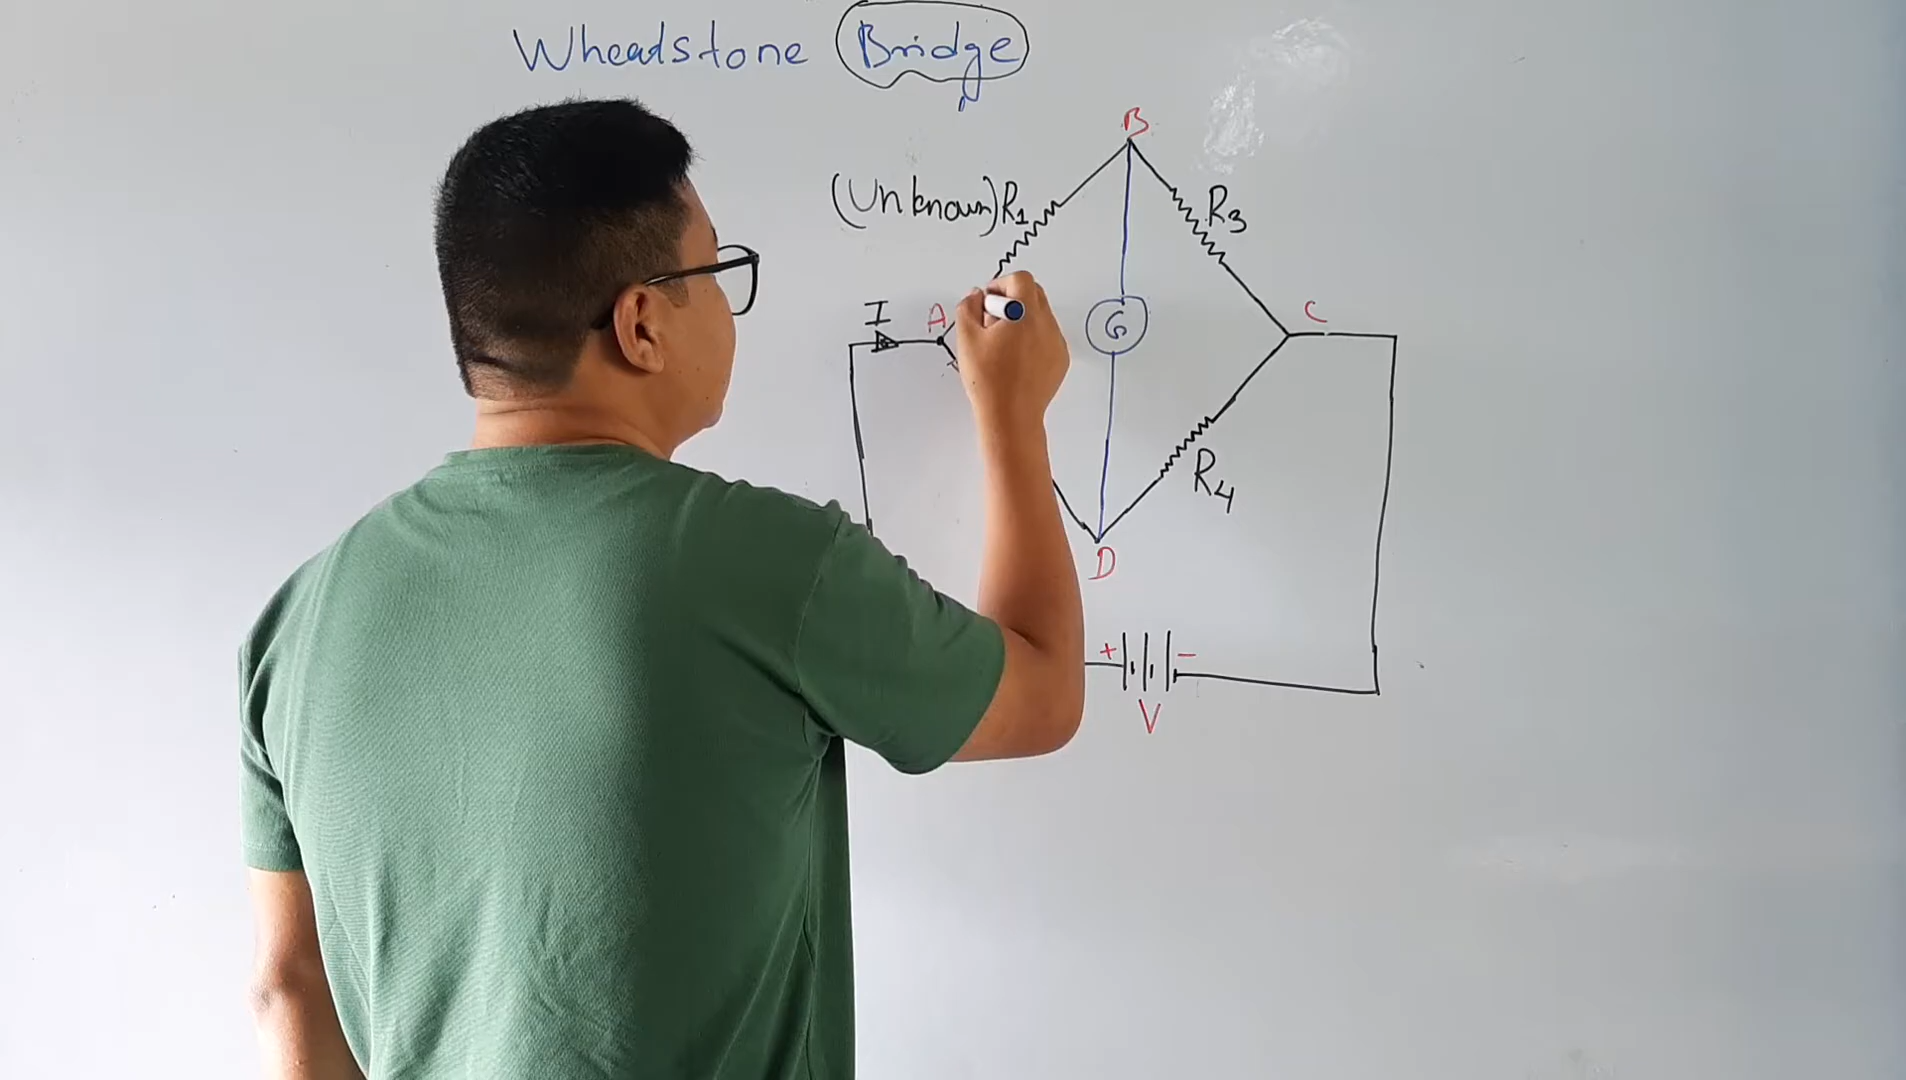 Wheatstone Bridge
B
(Unknown) R1
R3
I
A
C
G
R4
D
+
−
V